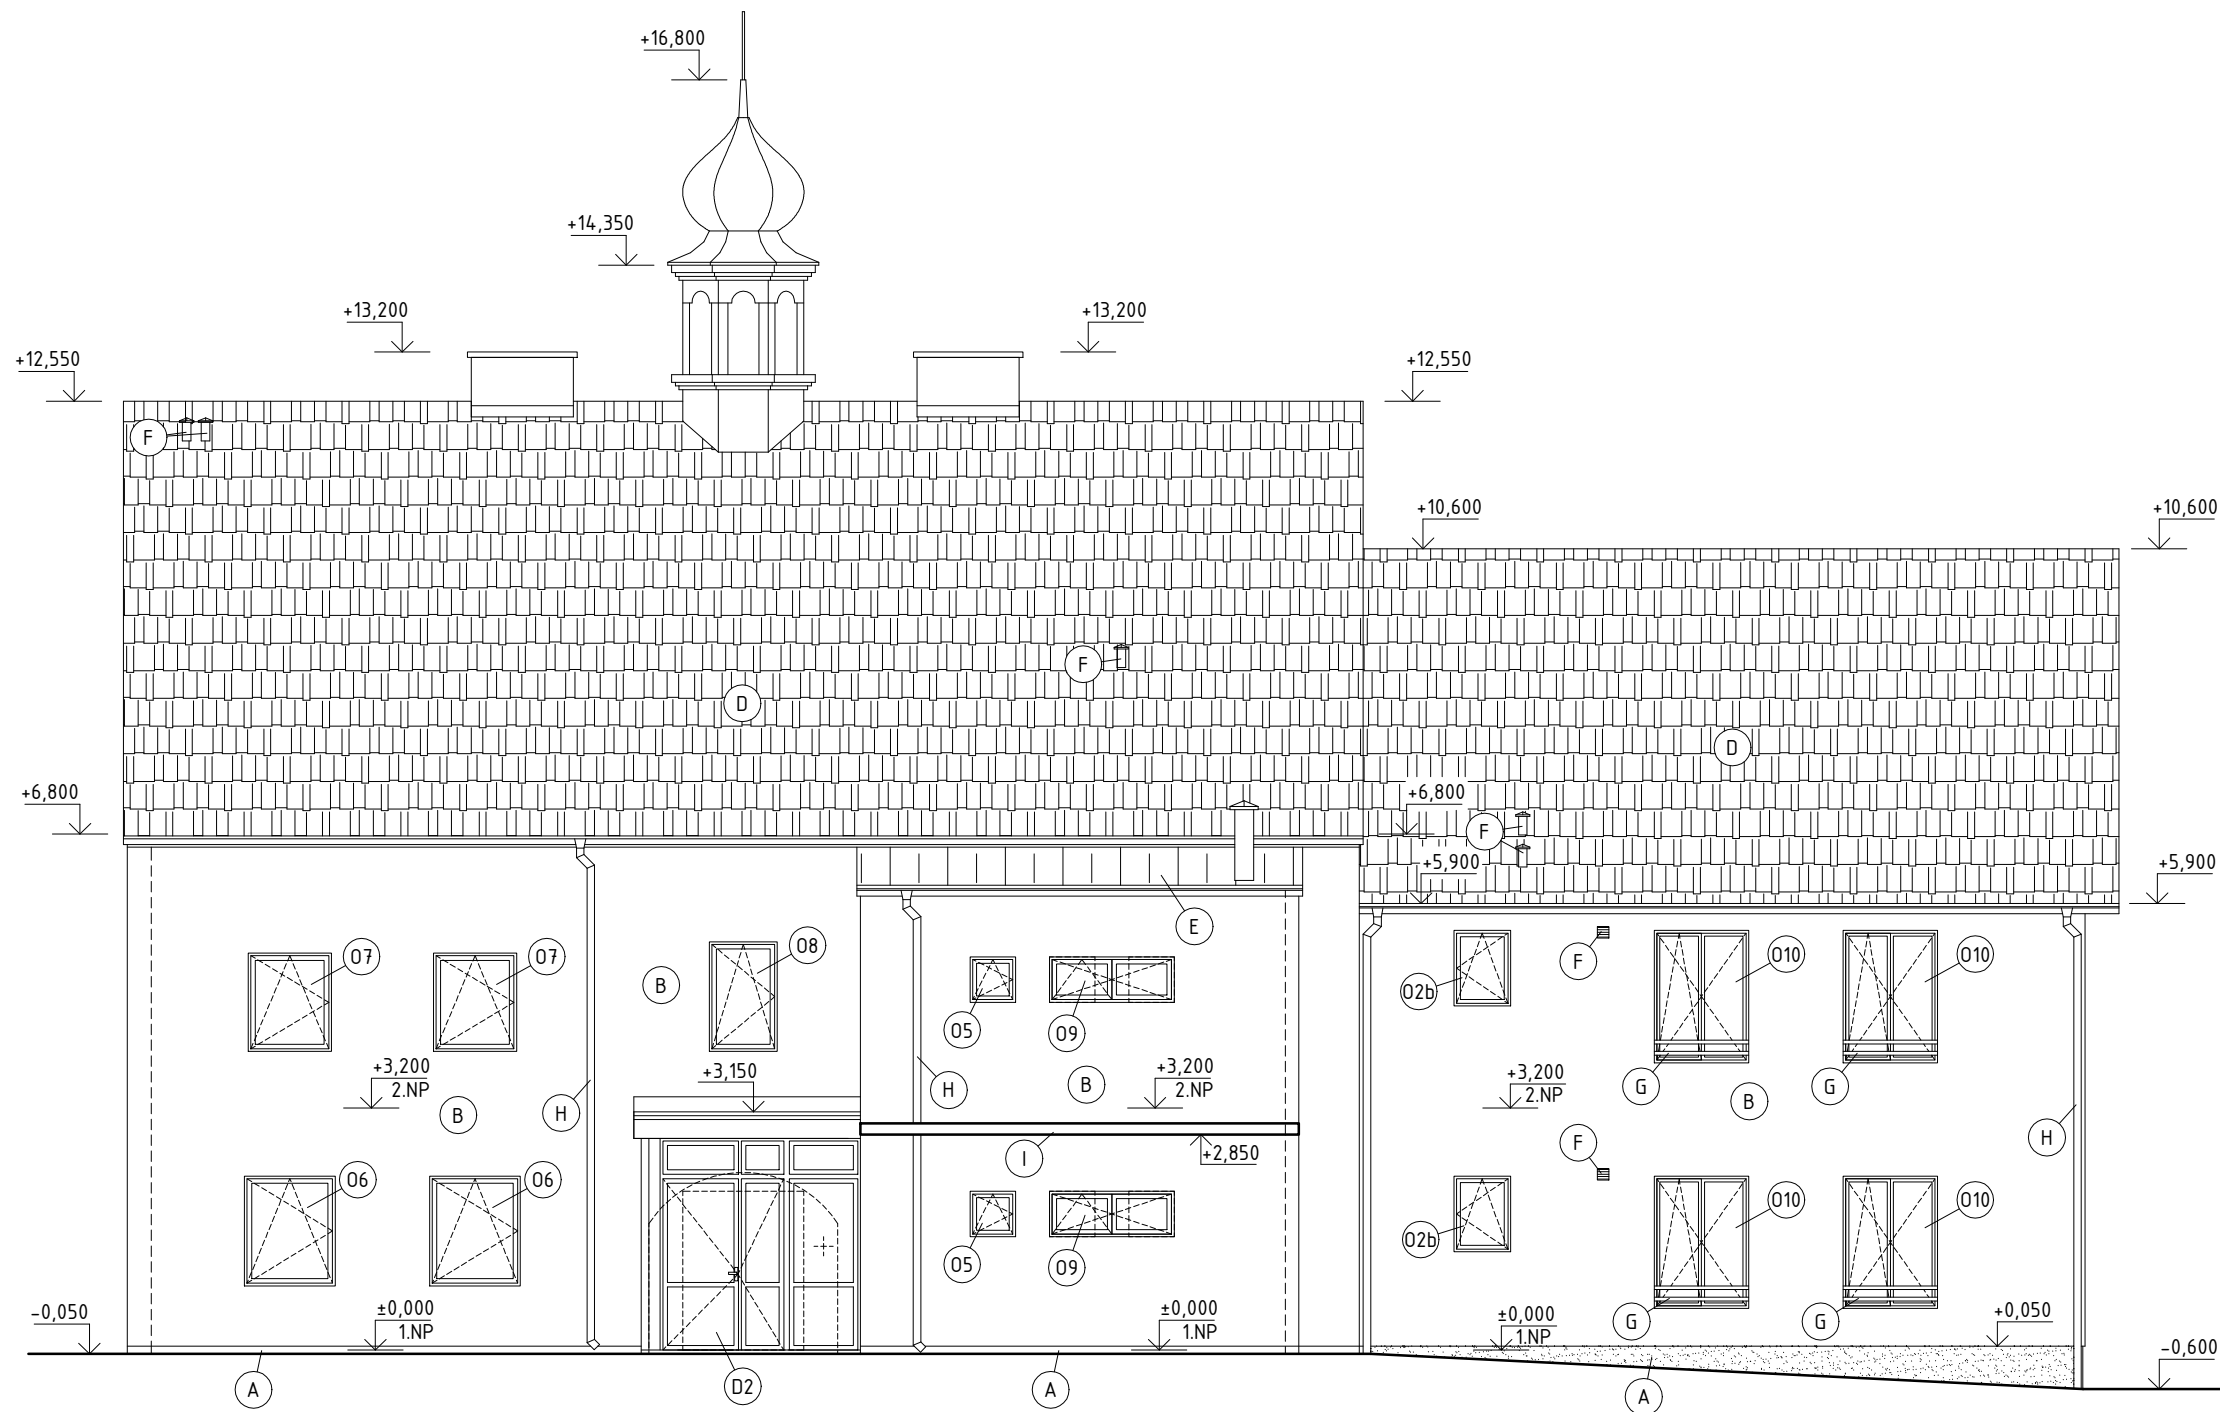 +16,800
+14,350
+13,200
+13,200
+12,550
+12,550
F
+10,600
+10,600
F
D
D
+6,800
+6,800
F
+5,900
+5,900
E
O7
O7
O8
B
F
O10
O10
O2b
O5
O9
+3,200
2.NP
+3,150
H
B
+3,200
2.NP
+3,200
2.NP
G
G
B
B
H
H
F
I
+2,850
O6
O6
O10
O10
O2b
O5
O9
-0,050
±0,000
1.NP
±0,000
1.NP
±0,000
1.NP
G
G
+0,050
-0,600
A
D2
A
A